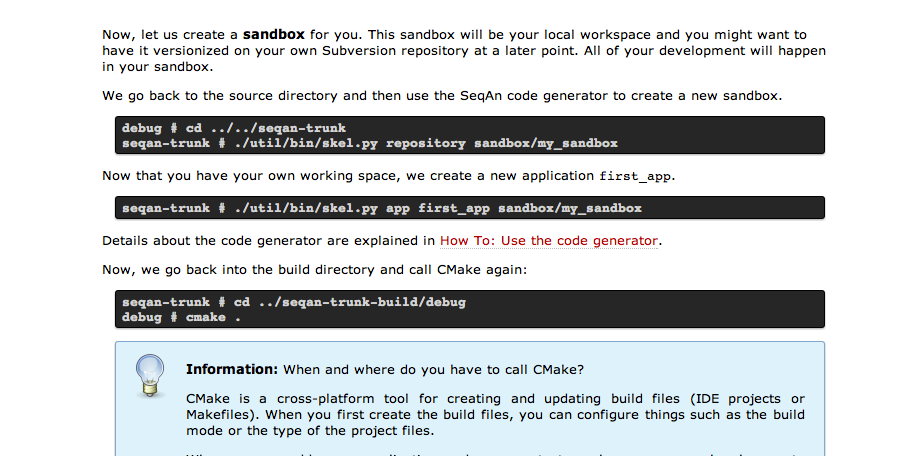 Now, let us create a sandbox for you. This sandbox will be your local workspace and you might want to
have it versionized on your own Subversion repository at a later point. All of your development will happen
in your sandbox.
We go back to the source directory and then use the SeqAn code generator to create a new sandbox.
debug # cd ../../seqan-trunk
seqan-trunk # ./util/bin/skel.py repository sandbox/my_sandbox
Now that you have your own working space, we create a new application first_app.
seqan-trunk # ./util/bin/skel.py app first_app sandbox/my_sandbox
Details about the code generator are explained in How To: Use the code generator.
Now, we go back into the build directory and call CMake again:
seqan-trunk # cd ../seqan-trunk-build/debug
debug # cmake .
Information: When and where do you have to call CMake?
CMake is a cross-platform tool for creating and updating build files (IDE projects or
Makefiles). When you first create the build files, you can configure things such as the build
mode or the type of the project files.